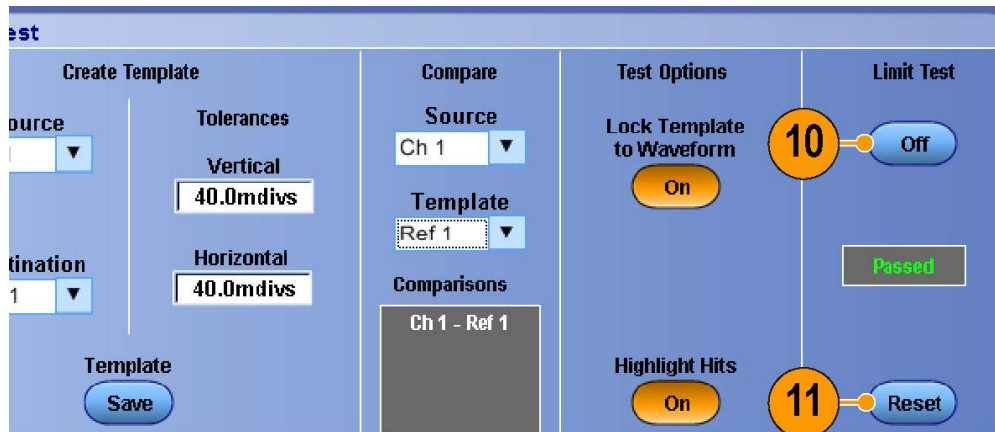 est
Create Template
ource
1
tination
1
Tolerances
Vertical
40.0mdivs
Horizontal
40.0mdivs
Template
Save
Compare
Source
Ch 1
Template
Ref 1
Comparisons
Ch 1 - Ref 1
Test Options
Lock Template
to Waveform
On
Highlight Hits
On
Limit Test
10
Off
Passed
11
Reset